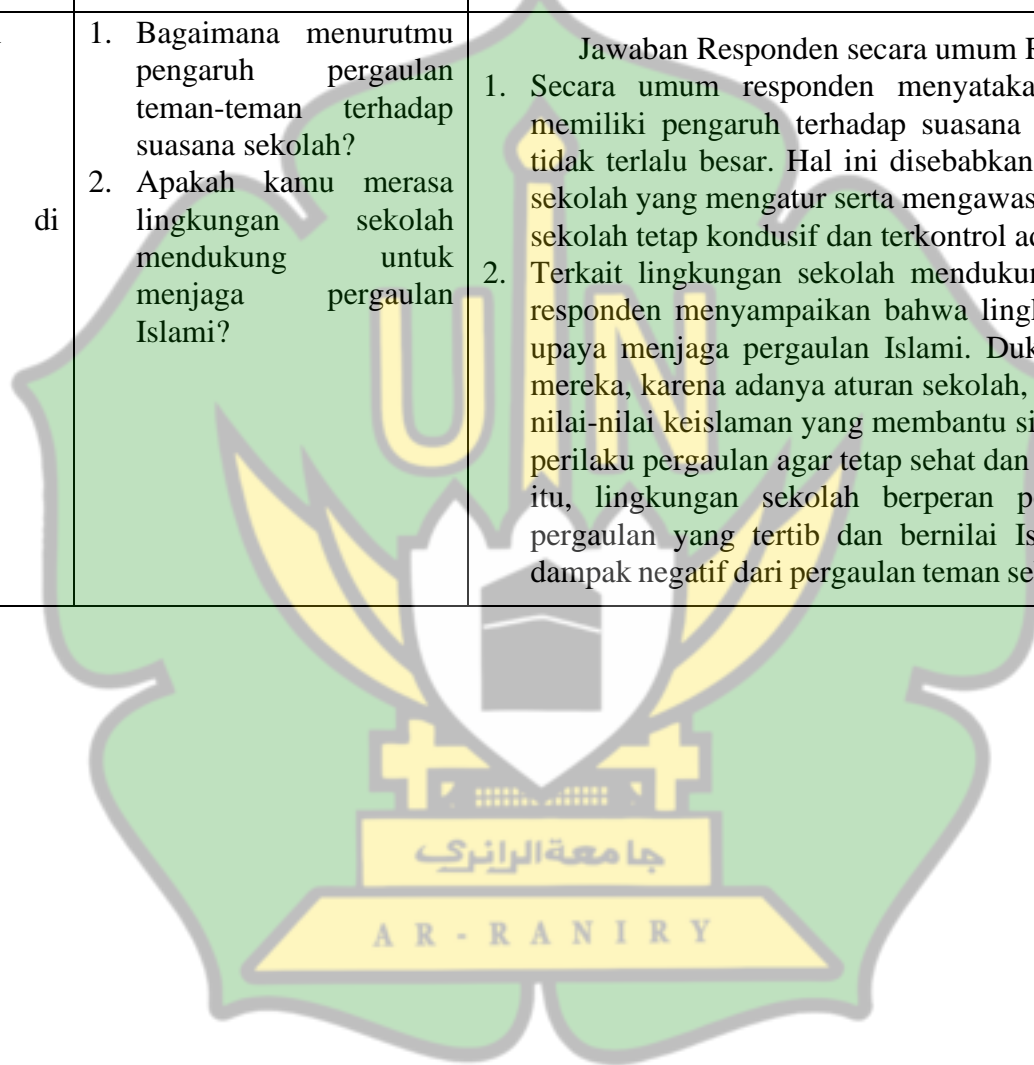 di
1. Bagaimana menurutmu
pengaruh pergaulan
teman-teman terhadap
suasana sekolah?
2. Apakah kamu merasa
lingkungan sekolah
mendukung untuk
menjaga pergaulan
Islami?
Jawaban Responden secara umum
1. Secara umum responden menyataka
memiliki pengaruh terhadap suasana
tidak terlalu besar. Hal ini disebabkan
sekolah yang mengatur serta mengawas
sekolah tetap kondusif dan terkontrol
2. Terkait lingkungan sekolah mendukun
responden menyampaikan bahwa
upaya menjaga pergaulan Islami.
mereka, karena adanya aturan sekolah,
nilai-nilai keislaman yang membantu
perilaku pergaulan agar tetap sehat dan
itu, lingkungan sekolah berperan
pergaulan yang tertib dan bernilai
dampak negatif dari pergaulan teman
UIN
جامعة الرانري
AR-RANIRY